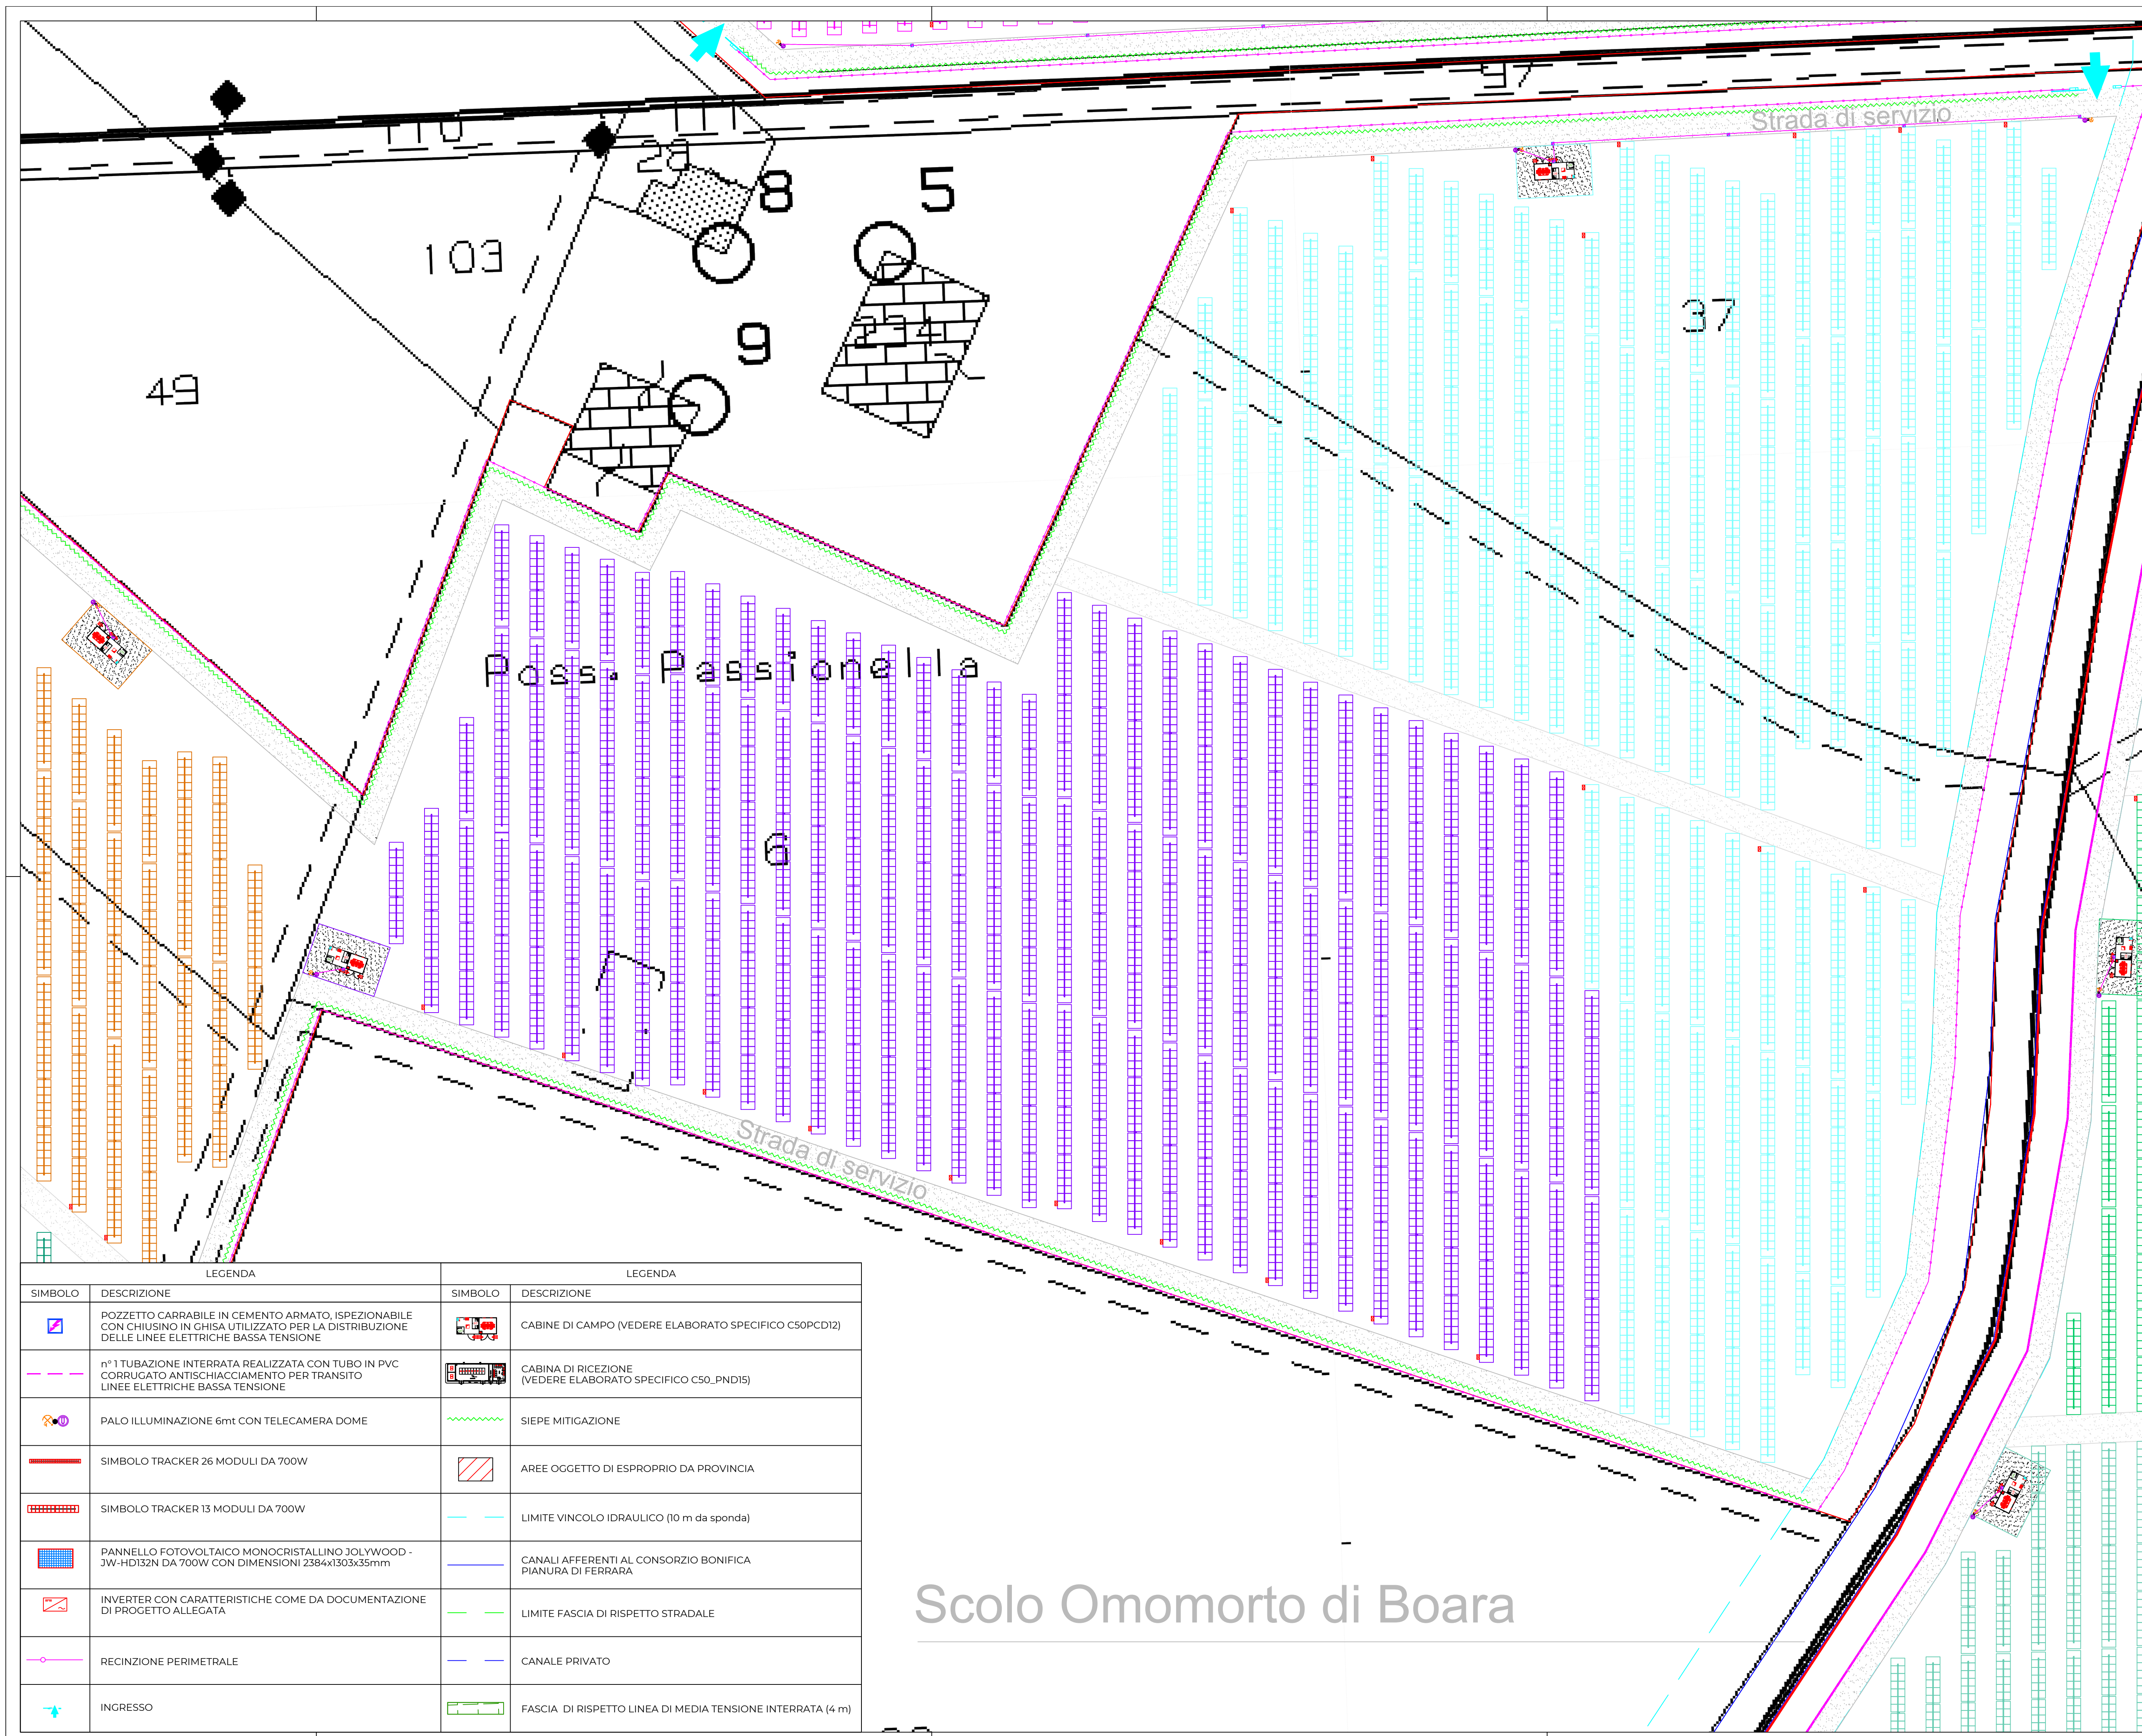 Strada di servizio
110
111
29
8
5
103
9
234
37
49
Poss. Passionella
6
Strada di servizio
Scolo Omomorto di Boara
LEGENDA
SIMBOLO DESCRIZIONE
POZZETTO CARRABILE IN CEMENTO ARMATO, ISPEZIONABILE
CON CHIUSINO IN GHISA UTILIZZATO PER LA DISTRIBUZIONE
DELLE LINEE ELETTRICHE BASSA TENSIONE
n° 1 TUBAZIONE INTERRATA REALIZZATA CON TUBO IN PVC
CORRUGATO ANTISCHIACCIAMENTO PER TRANSITO
LINEE ELETTRICHE BASSA TENSIONE
PALO ILLUMINAZIONE 6mt CON TELECAMERA DOME
SIMBOLO TRACKER 26 MODULI DA 700W
SIMBOLO TRACKER 13 MODULI DA 700W
PANNELLO FOTOVOLTAICO MONOCRISTALLINO JOLYWOOD -
JW-HD132N DA 700W CON DIMENSIONI 2384x1303x35mm
INVERTER CON CARATTERISTICHE COME DA DOCUMENTAZIONE
DI PROGETTO ALLEGATA
RECINZIONE PERIMETRALE
INGRESSO
LEGENDA
SIMBOLO DESCRIZIONE
CABINE DI CAMPO (VEDERE ELABORATO SPECIFICO C50PCD12)
CABINA DI RICEZIONE
(VEDERE ELABORATO SPECIFICO C50_PND15)
SIEPE MITIGAZIONE
AREE OGGETTO DI ESPROPRIO DA PROVINCIA
LIMITE VINCOLO IDRAULICO (10 m da sponda)
CANALI AFFERENTI AL CONSORZIO BONIFICA
PIANURA DI FERRARA
LIMITE FASCIA DI RISPETTO STRADALE
CANALE PRIVATO
FASCIA DI RISPETTO LINEA DI MEDIA TENSIONE INTERRATA (4 m)